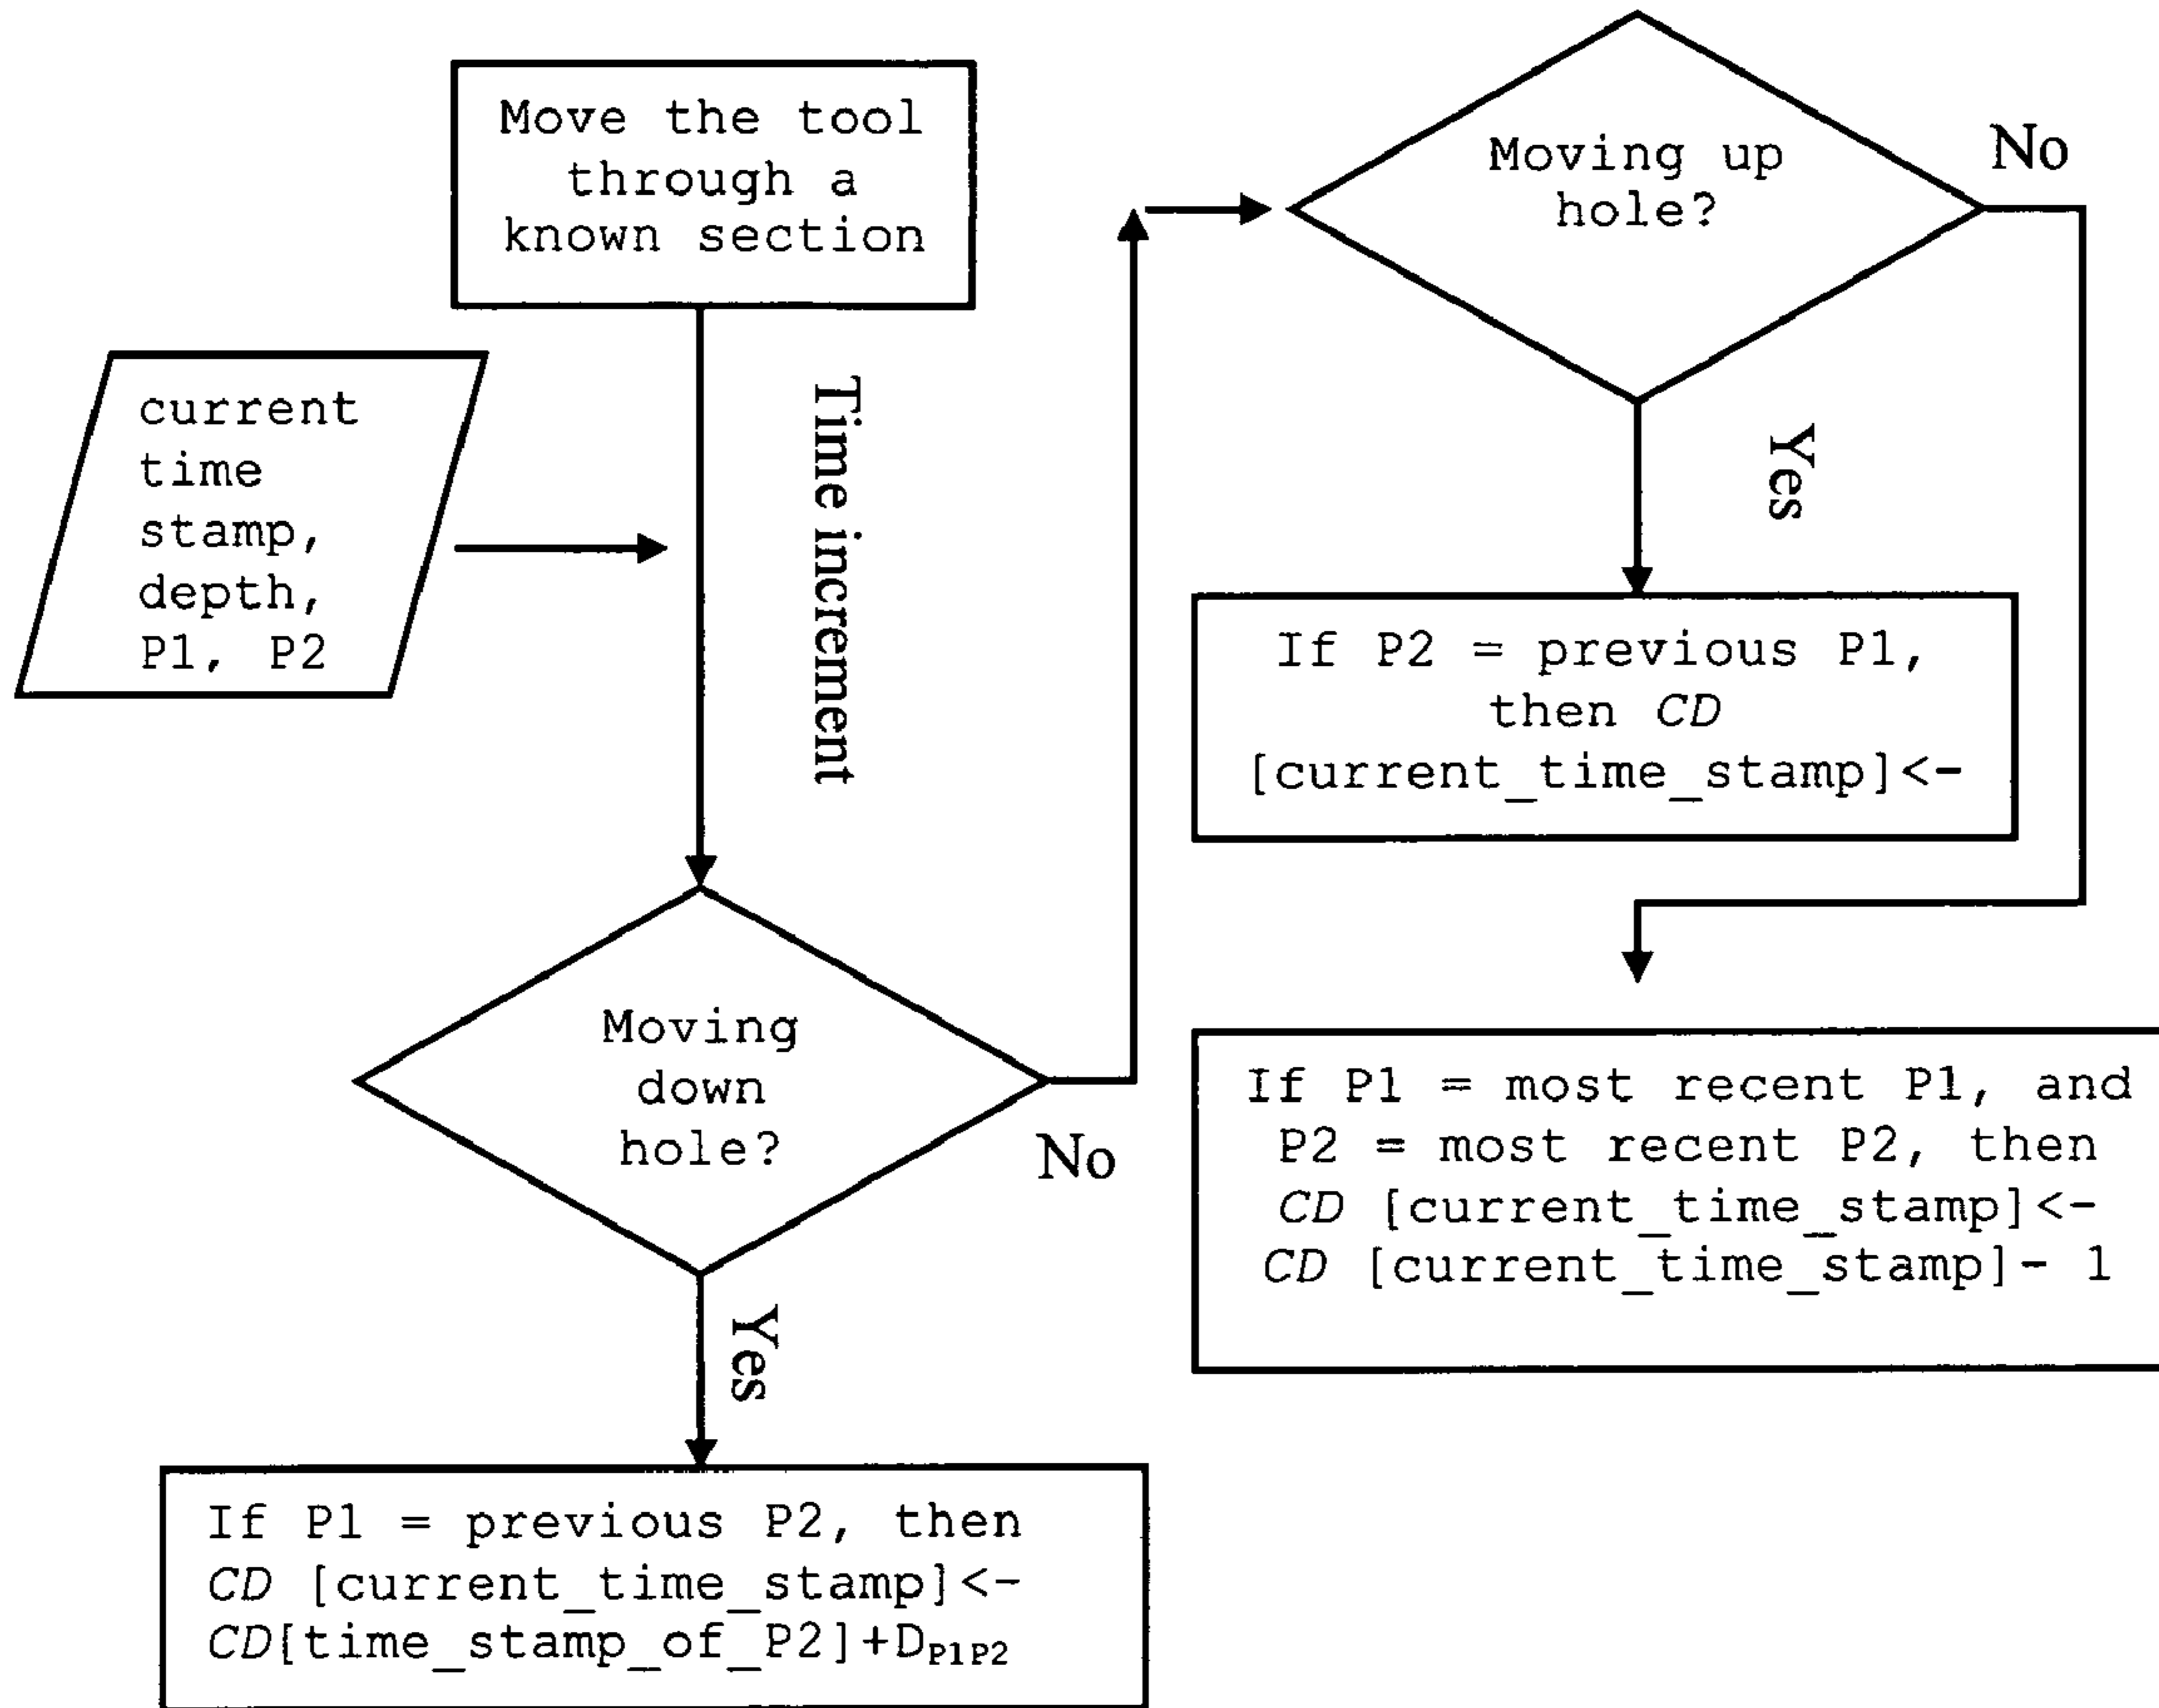 Move the tool
through a
known section
current
time
stamp,
depth,
P1, P2
Time increment
Moving
down
hole?
No
Yes
If P1 = previous P2, then
CD [current_time_stamp]<-
CD[time_stamp_of_P2]+D_P1P2
Moving up
hole?
No
Yes
If P2 = previous P1,
then CD
[current_time_stamp]<-
If P1 = most recent P1, and
P2 = most recent P2, then
CD [current_time_stamp]<-
CD [current_time_stamp]- 1